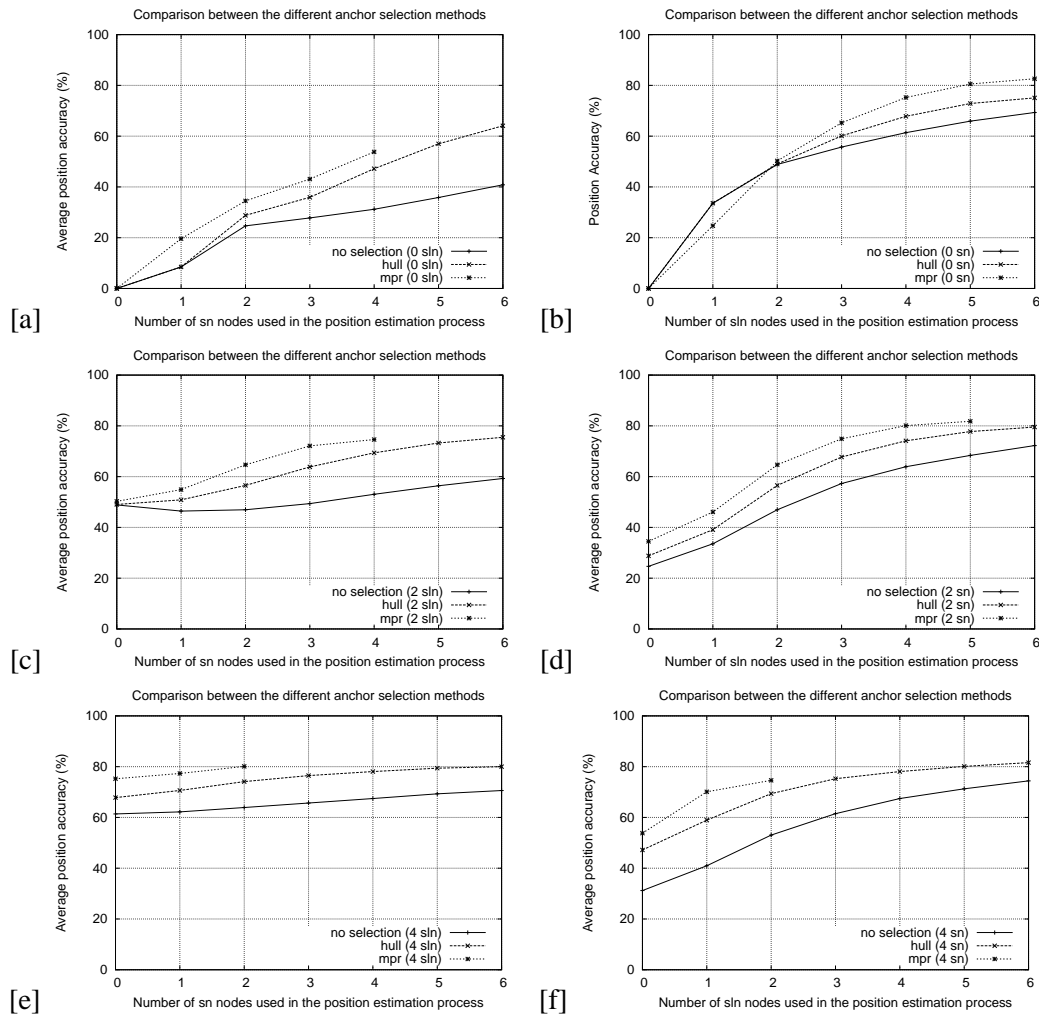 Comparison between the different anchor selection methods
Average position accuracy (%)
100
80
60
40
20
0
no selection (0 sln)
hull (0 sln)
mpr (0 sln)
0 1 2 3 4 5 6
Number of sn nodes used in the position estimation process
[a]
Comparison between the different anchor selection methods
Position Accuracy (%)
100
80
60
40
20
0
no selection (0 sn)
hull (0 sn)
mpr (0 sn)
0 1 2 3 4 5 6
Number of sln nodes used in the position estimation process
[b]
Comparison between the different anchor selection methods
Average position accuracy (%)
100
80
60
40
20
0
no selection (2 sln)
hull (2 sln)
mpr (2 sln)
0 1 2 3 4 5 6
Number of sn nodes used in the position estimation process
[c]
Comparison between the different anchor selection methods
Average position accuracy (%)
100
80
60
40
20
0
no selection (2 sn)
hull (2 sn)
mpr (2 sn)
0 1 2 3 4 5 6
Number of sln nodes used in the position estimation process
[d]
Comparison between the different anchor selection methods
Average position accuracy (%)
100
80
60
40
20
0
no selection (4 sln)
hull (4 sln)
mpr (4 sln)
0 1 2 3 4 5 6
Number of sn nodes used in the position estimation process
[e]
Comparison between the different anchor selection methods
Average position accuracy (%)
100
80
60
40
20
0
no selection (4 sn)
hull (4 sn)
mpr (4 sn)
0 1 2 3 4 5 6
Number of sln nodes used in the position estimation process
[f]